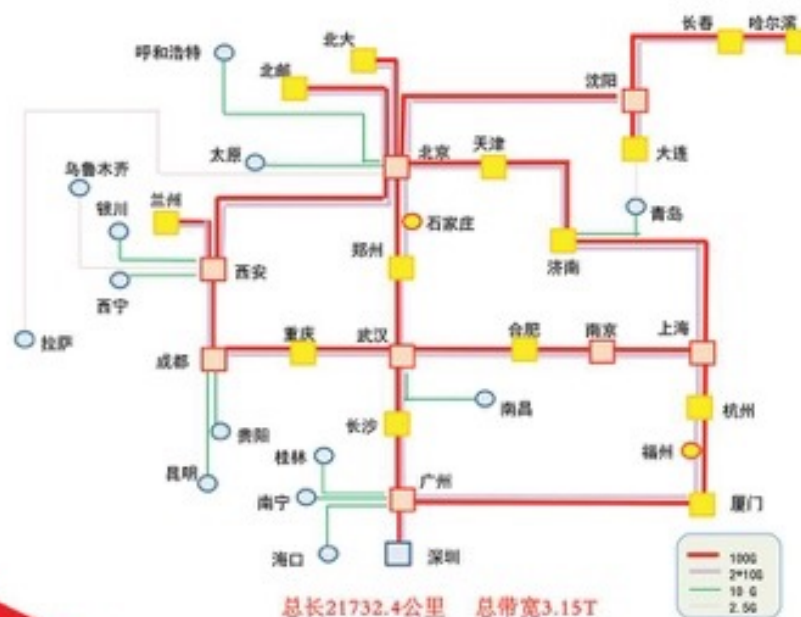 长春
哈尔滨
北大
呼和浩特
北邮
沈阳
太原
北京
天津
大连
乌鲁木齐
兰州
银川
石家庄
青岛
郑州
济南
西安
西宁
拉萨
成都
重庆
武汉
合肥
南京
上海
南昌
杭州
贵阳
长沙
昆明
桂林
福州
广州
南宁
厦门
海口
深圳
100G
2*10G
10 G
2.5G
总长21732.4公里 总带宽3.15T